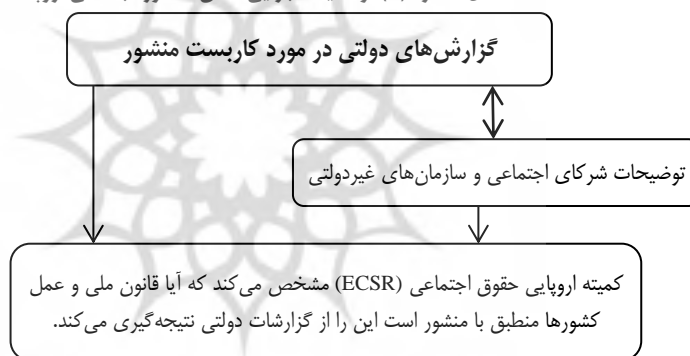 گزارش‌های دولتی در مورد کاربست منشور
توضیحات شرکای اجتماعی و سازمان‌های غیردولتی
کمیته اروپایی حقوق اجتماعی (ECSR) مشخص می‌کند که آیا قانون ملی و عمل
کشورها منطبق با منشور است این را از گزارشات دولتی نتیجه‌گیری می‌کند.